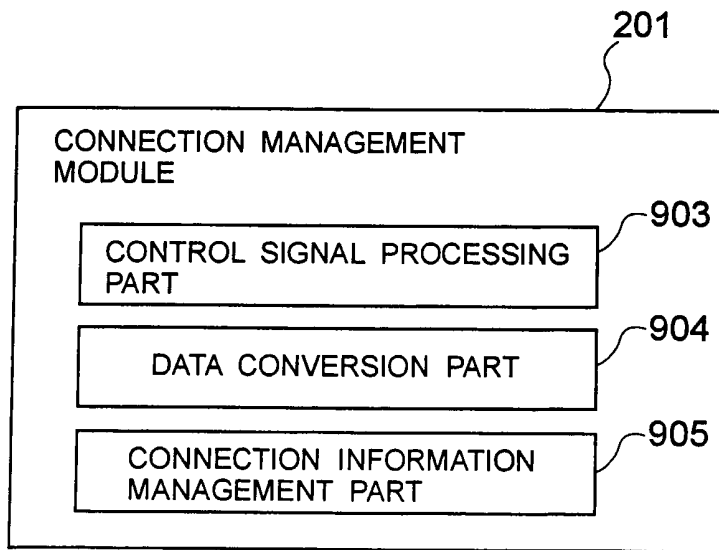 201
CONNECTION MANAGEMENT
MODULE
903
CONTROL SIGNAL PROCESSING
PART
904
DATA CONVERSION PART
905
CONNECTION INFORMATION
MANAGEMENT PART